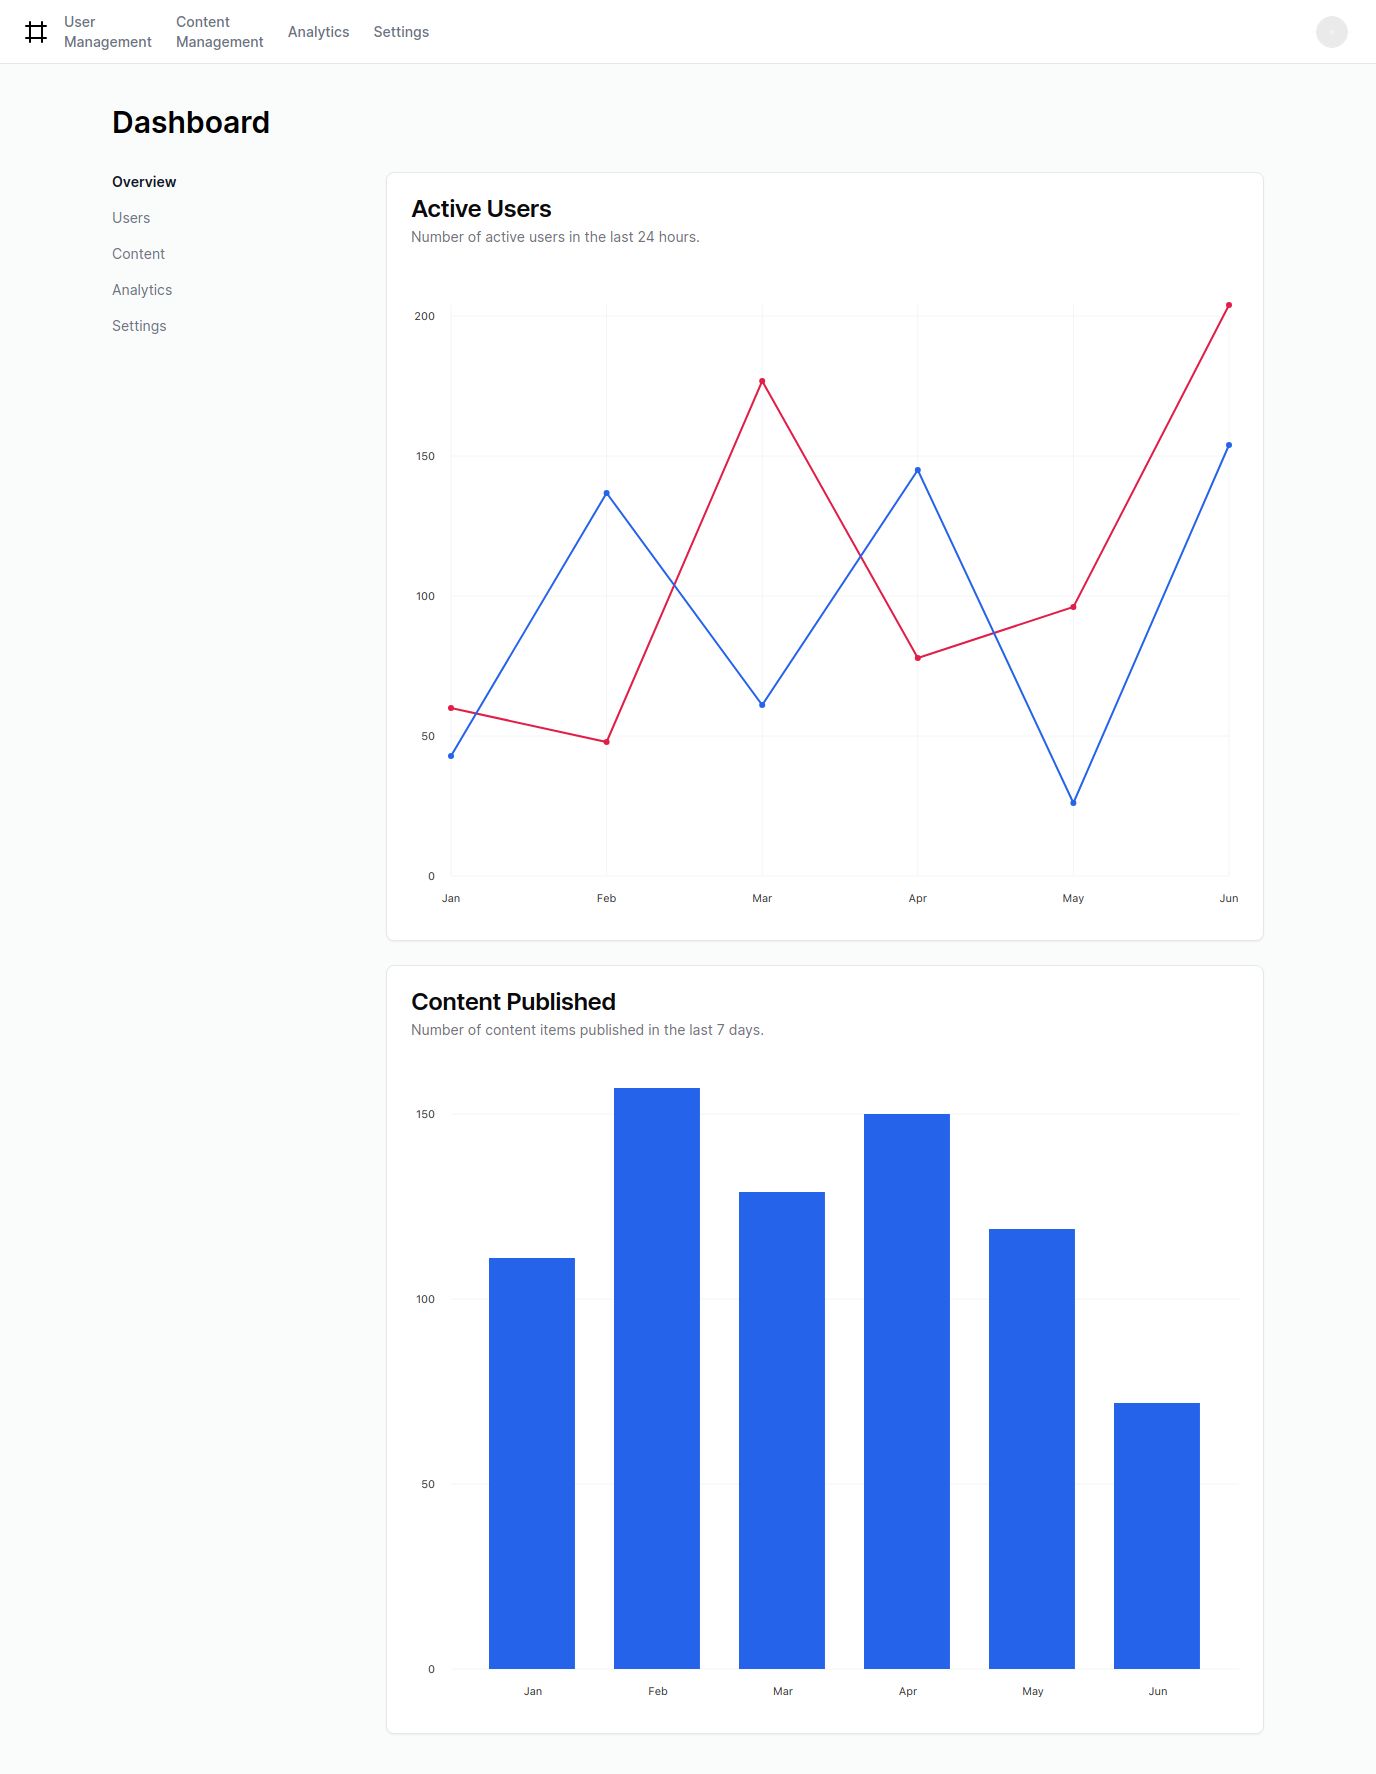 User
Management
Content
Management
Analytics
Settings
Dashboard
Overview
Users
Content
Analytics
Settings
Active Users
Number of active users in the last 24 hours.
200
150
100
50
0
Jan Feb Mar Apr May Jun
Content Published
Number of content items published in the last 7 days.
150
100
50
0
Jan Feb Mar Apr May Jun